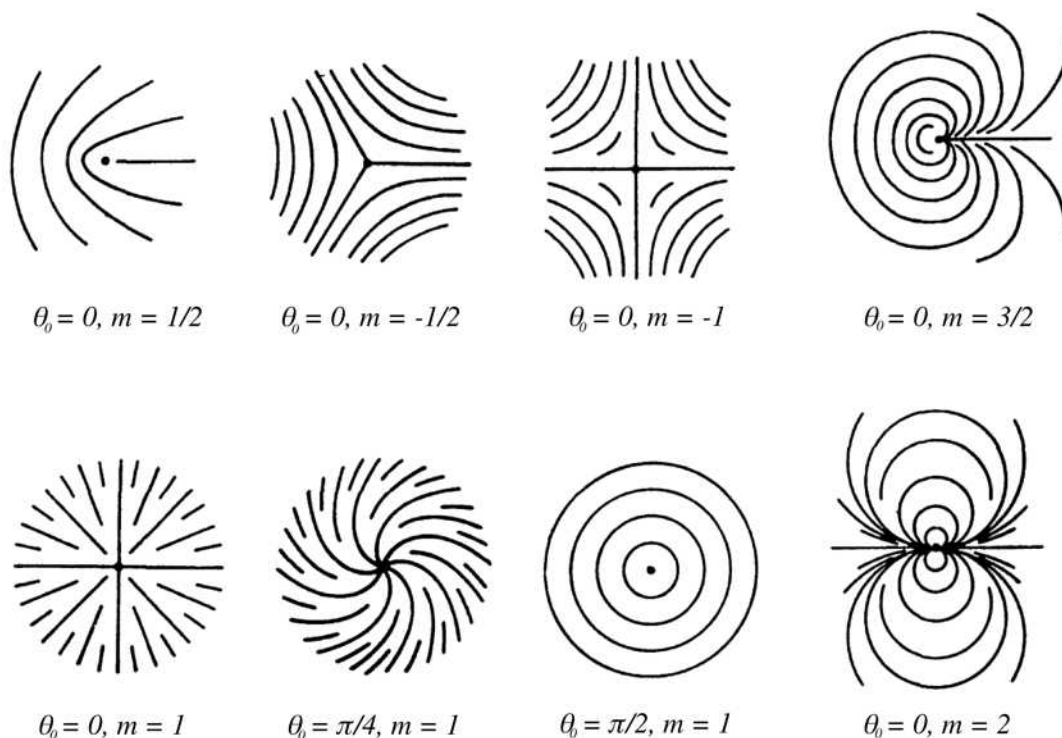 θ₀ = 0, m = 1/2
θ₀ = 0, m = -1/2
θ₀ = 0, m = -1
θ₀ = 0, m = 3/2
θ₀ = 0, m = 1
θ₀ = π/4, m = 1
θ₀ = π/2, m = 1
θ₀ = 0, m = 2